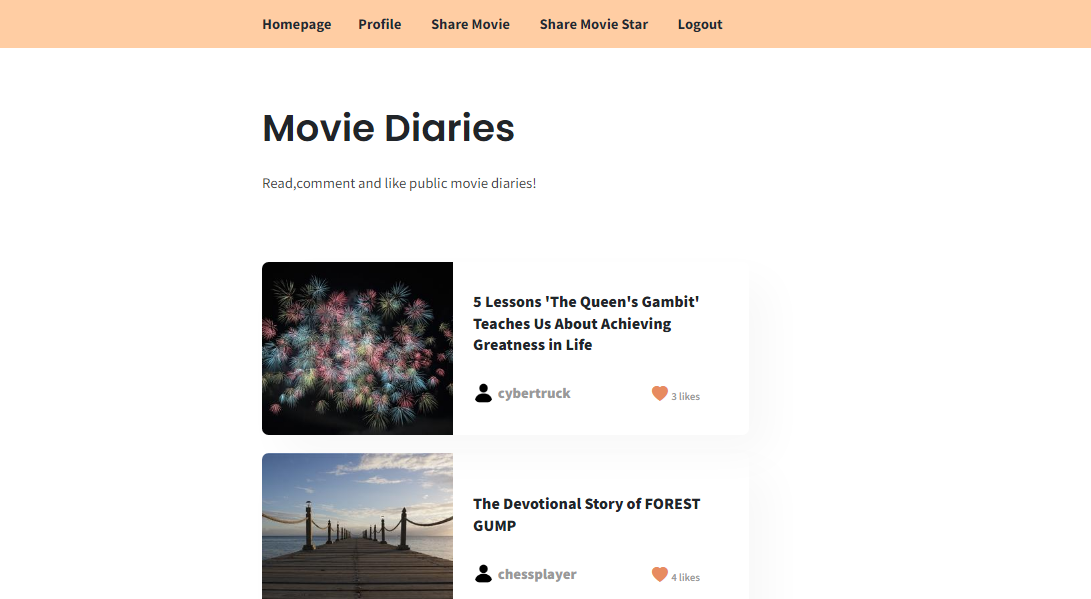 Homepage Profile Share Movie Share Movie Star Logout
Movie Diaries
Read,comment and like public movie diaries!
5 Lessons 'The Queen's Gambit'
Teaches Us About Achieving
Greatness in Life
cybertruck 3 likes
The Devotional Story of FOREST
GUMP
chessplayer 4 likes